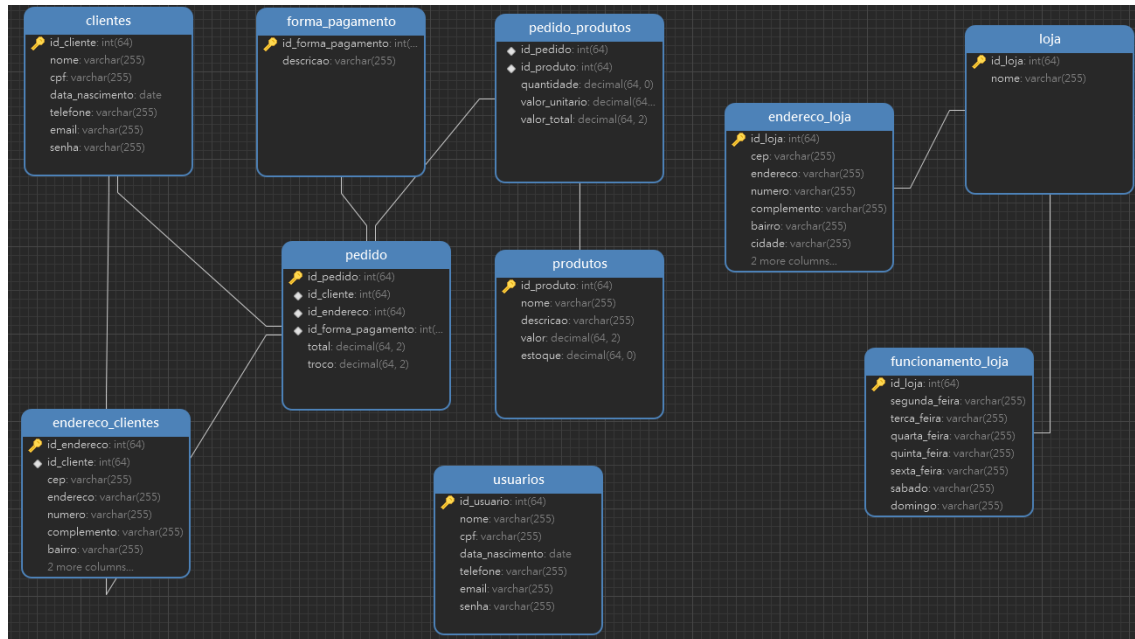 clientes
id_cliente: int(64)
nome: varchar(255)
cpf: varchar(255)
data_nascimento: date
telefone: varchar(255)
email: varchar(255)
senha: varchar(255)
forma_pagamento
id_forma_pagamento: int(...
descricao: varchar(255)
pedido_produtos
id_pedido: int(64)
id_produto: int(64)
quantidade: decimal(64, 0)
valor_unitario: decimal(64...
valor_total: decimal(64, 2)
loja
id_loja: int(64)
nome: varchar(255)
endereco_loja
id_loja: int(64)
cep: varchar(255)
endereco: varchar(255)
numero: varchar(255)
complemento: varchar(255)
bairro: varchar(255)
cidade: varchar(255)
2 more columns...
pedido
id_pedido: int(64)
id_cliente: int(64)
id_endereco: int(64)
id_forma_pagamento: int(...
total: decimal(64, 2)
troco: decimal(64, 2)
produtos
id_produto: int(64)
nome: varchar(255)
descricao: varchar(255)
valor: decimal(64, 2)
estoque: decimal(64, 0)
funcionamento_loja
id_loja: int(64)
segunda_feira: varchar(255)
terca_feira: varchar(255)
quarta_feira: varchar(255)
quinta_feira: varchar(255)
sexta_feira: varchar(255)
sabado: varchar(255)
domingo: varchar(255)
endereco_clientes
id_endereco: int(64)
id_cliente: int(64)
cep: varchar(255)
endereco: varchar(255)
numero: varchar(255)
complemento: varchar(255)
bairro: varchar(255)
2 more columns...
usuarios
id_usuario: int(64)
nome: varchar(255)
cpf: varchar(255)
data_nascimento: date
telefone: varchar(255)
email: varchar(255)
senha: varchar(255)